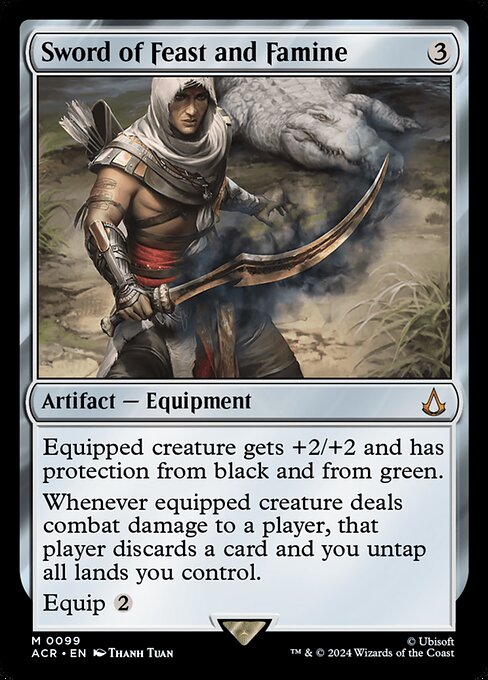 Sword of Feast and Famine 3
Artifact — Equipment
Equipped creature gets +2/+2 and has
protection from black and from green.
Whenever equipped creature deals
combat damage to a player, that
player discards a card and you untap
all lands you control.
Equip 2
M 0099 © Ubisoft
ACR • EN Thanh Tuan ™ & © 2024 Wizards of the Coast